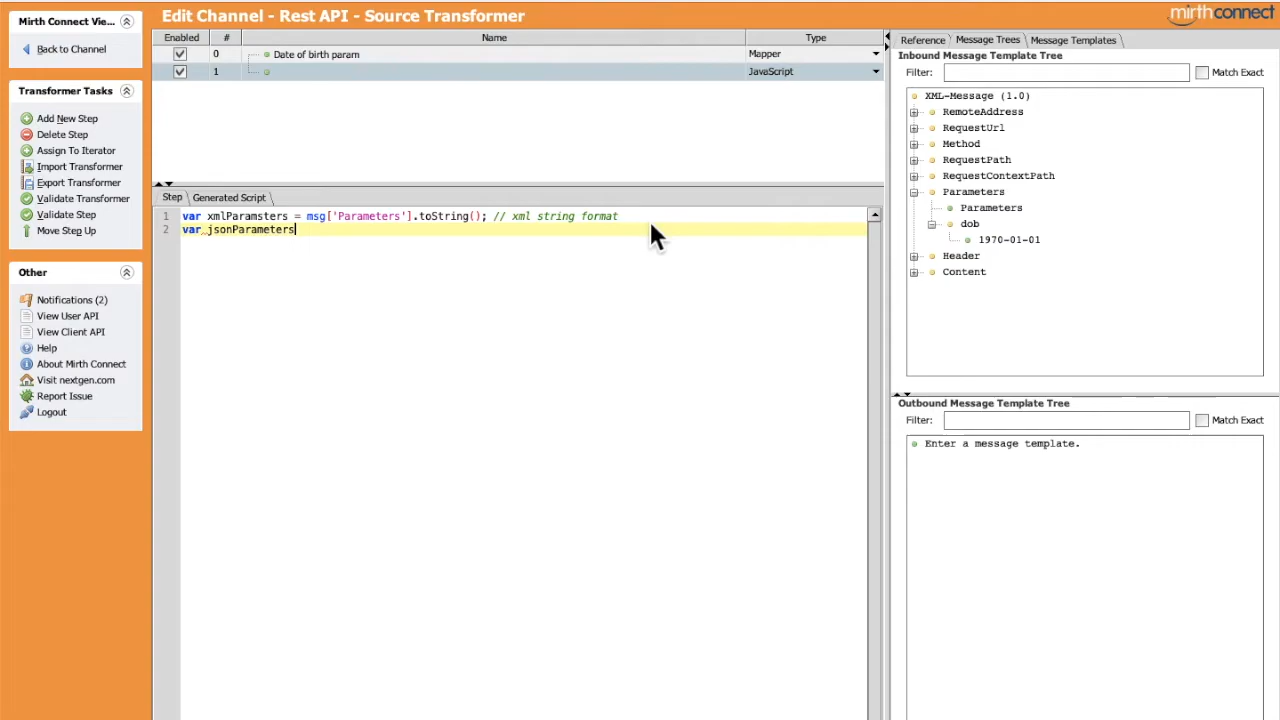 Mirth Connect Vie...
Back to Channel
Transformer Tasks
Add New Step
Delete Step
Assign To Iterator
Import Transformer
Export Transformer
Validate Transformer
Validate Step
Move Step Up
Other
Notifications (2)
View User API
View Client API
Help
About Mirth Connect
Visit nextgen.com
Report Issue
Logout
Edit Channel - Rest API - Source Transformer
mirthconnect
Enabled # Name Type
0 Date of birth param Mapper
1 JavaScript
Step Generated Script
1 var xmlParamsters = msg['Parameters'].toString(); // xml string format
2 var jsonParameters
Reference Message Trees Message Templates
Inbound Message Template Tree
Filter: Match Exact
XML-Message (1.0)
RemoteAddress
RequestUrl
Method
RequestPath
RequestContextPath
Parameters
Parameters
dob
1970-01-01
Header
Content
Outbound Message Template Tree
Filter: Match Exact
Enter a message template.